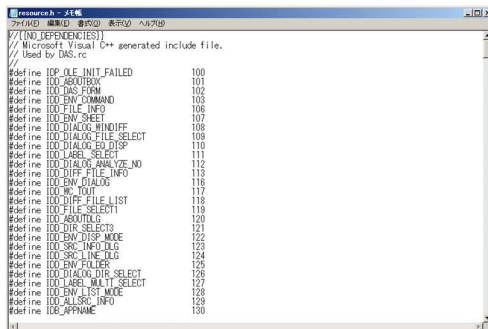 resource.h - メモ帳
ファイル(F) 編集(E) 書式(O) 表示(V) ヘルプ(H)
//{{NO_DEPENDENCIES}}
// Microsoft Visual C++ generated include file.
// Used by DAS.rc
//
#define IDP_OLE_INIT_FAILED 100
#define IDD_ABOUTBOX 101
#define IDD_DAS_FORM 102
#define IDD_ENV_COMMAND 103
#define IDD_FILE_INFO 106
#define IDD_ENV_SHEET 107
#define IDD_DIALOG_WINDIFF 108
#define IDD_DIALOG_FILE_SELECT 109
#define IDD_DIALOG_EQ_DISP 110
#define IDD_LABEL_SELECT 111
#define IDD_DIALOG_ANALYZE_NO 112
#define IDD_DIFF_FILE_INFO 113
#define IDD_ENV_DIALOG 116
#define IDD_WC_TOUT 117
#define IDD_DIFF_FILE_LIST 118
#define IDD_FILE_SELECT1 119
#define IDD_ABOUTDLG 120
#define IDD_DIR_SELECT3 121
#define IDD_ENV_DISP_MODE 122
#define IDD_SRC_INFO_DLG 123
#define IDD_SRC_LINE_DLG 124
#define IDD_ENV_FOLDER 125
#define IDD_DIALOG_DIR_SELECT 126
#define IDD_LABEL_MULTI_SELECT 127
#define IDD_ENV_LIST_MODE 128
#define IDD_ALLSRC_INFO 129
#define IDB_APPNAME 130